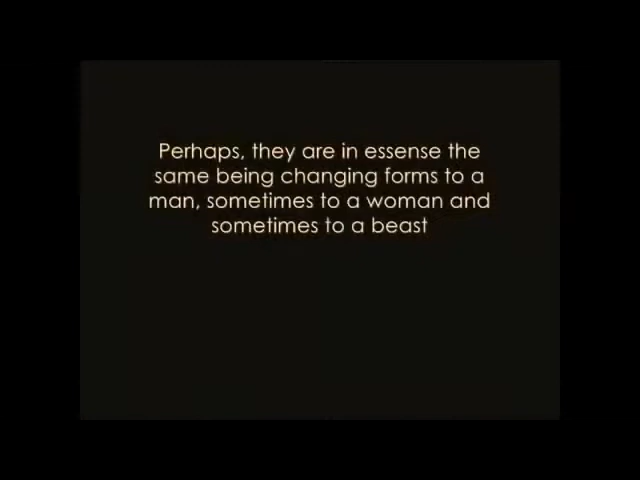 Perhaps, they are in essense the
same being changing forms to a
man, sometimes to a woman and
sometimes to a beast